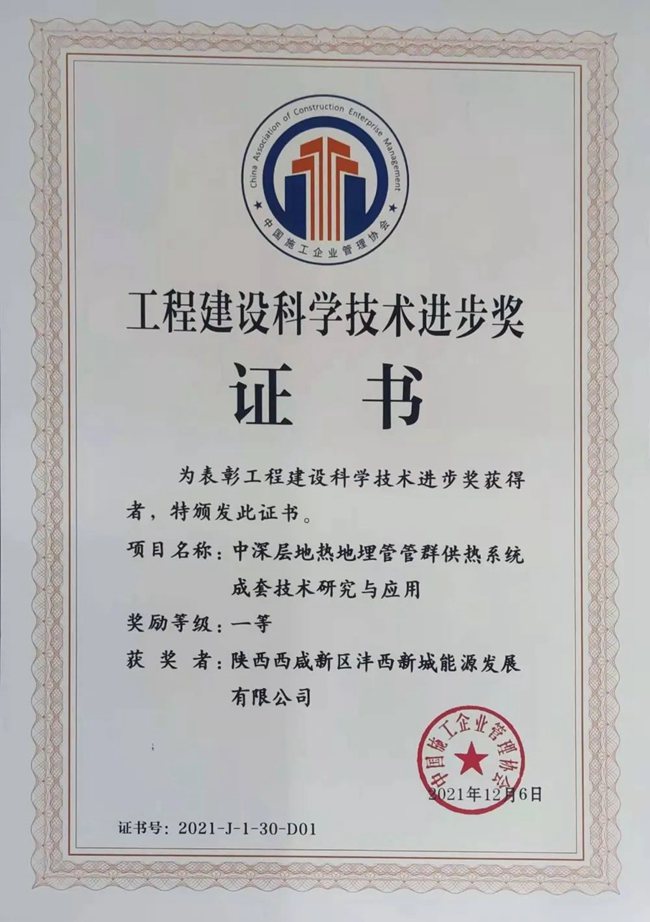 China Association of Construction Enterprise Management
中国施工企业管理协会
工程建设科学技术进步奖
证 书
为表彰工程建设科学技术进步奖获得
者，特颁发此证书。
项目名称：中深层地热地埋管管群供热系统
成套技术研究与应用
奖励等级：一等
获 奖 者：陕西西咸新区沣西新城能源发展
有限公司
中国施工企业管理协会
2021年12月6日
证书号：2021-J-1-30-D01